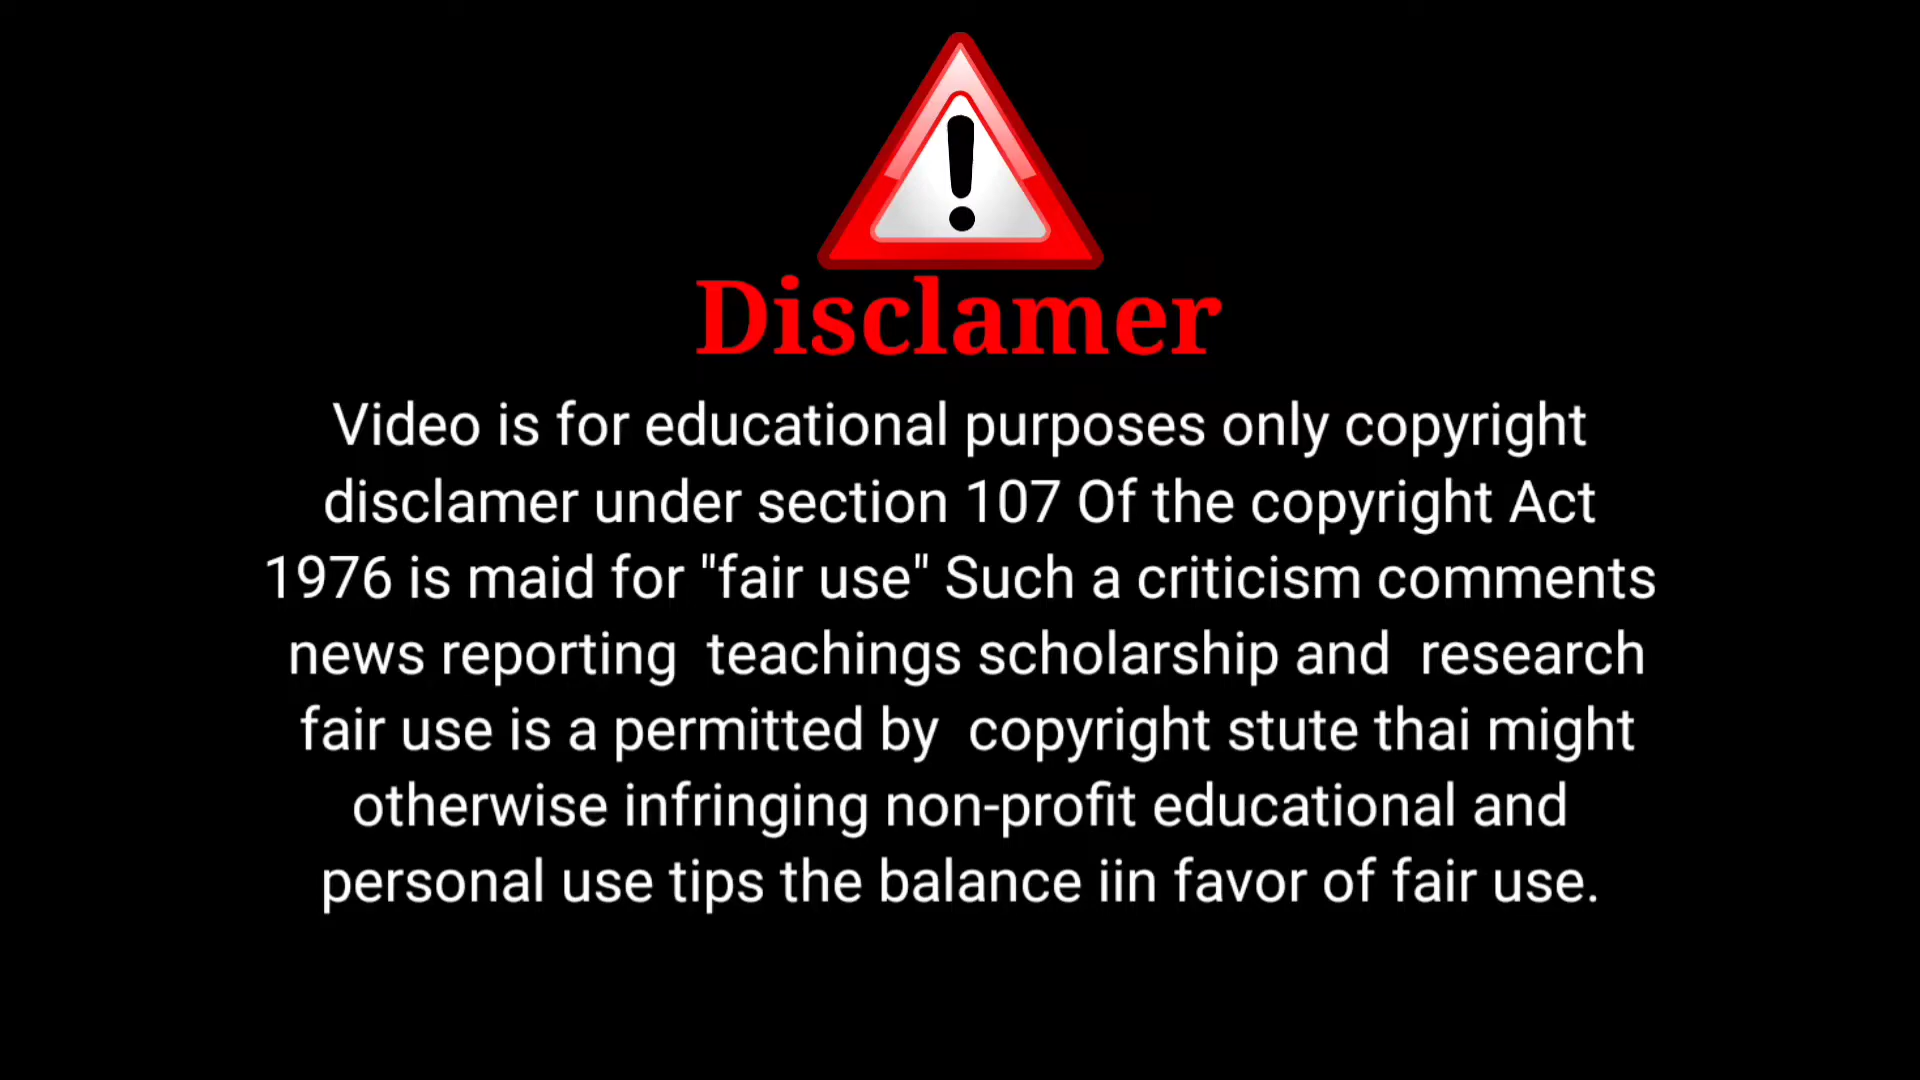 Disclamer
Video is for educational purposes only copyright
disclamer under section 107 Of the copyright Act
1976 is maid for "fair use" Such a criticism comments
news reporting  teachings scholarship and  research
fair use is a permitted by  copyright stute thai might
otherwise infringing non-profit educational and
personal use tips the balance iin favor of fair use.